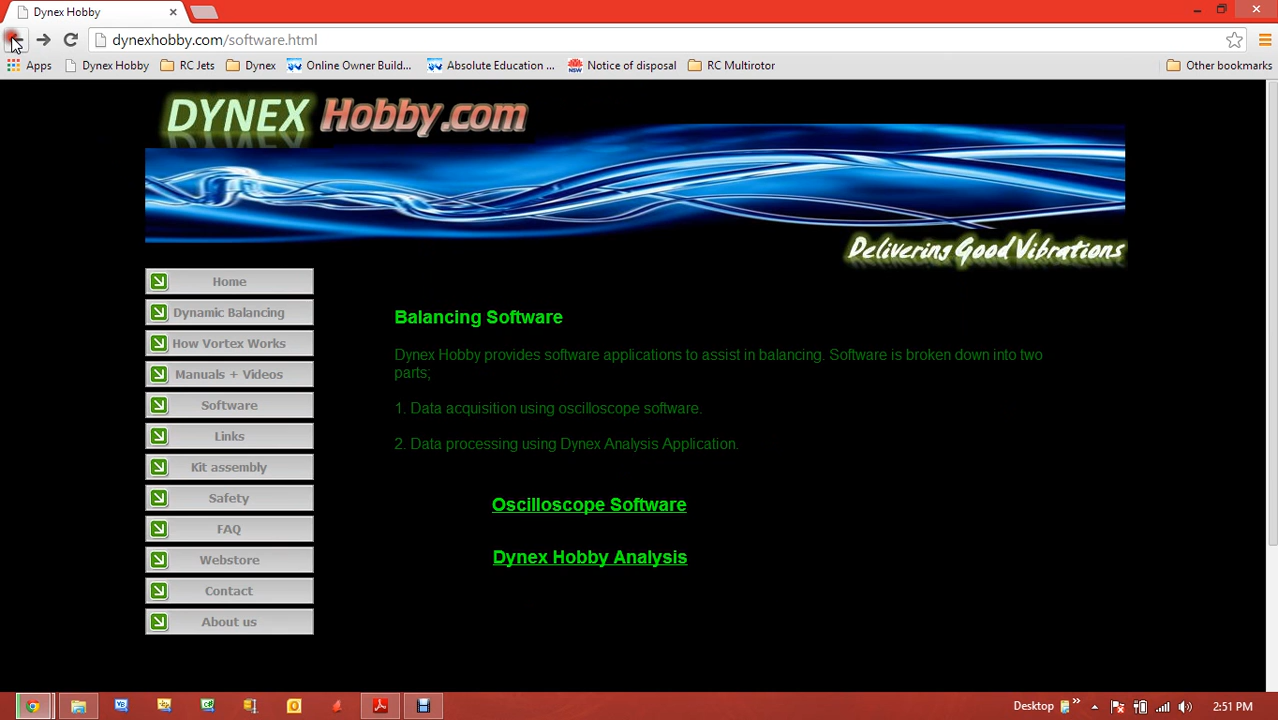 Dynex Hobby
dynexhobby.com/software.html
Apps Dynex Hobby RC Jets Dynex Online Owner Build... Absolute Education ... Notice of disposal RC Multirotor Other bookmarks
DYNEX Hobby.com
Delivering Good Vibrations
Home
Dynamic Balancing
How Vortex Works
Manuals + Videos
Software
Links
Kit assembly
Safety
FAQ
Webstore
Contact
About us
Balancing Software
Dynex Hobby provides software applications to assist in balancing. Software is broken down into two
parts;
1. Data acquisition using oscilloscope software.
2. Data processing using Dynex Analysis Application.
Oscilloscope Software
Dynex Hobby Analysis
Desktop 2:51 PM